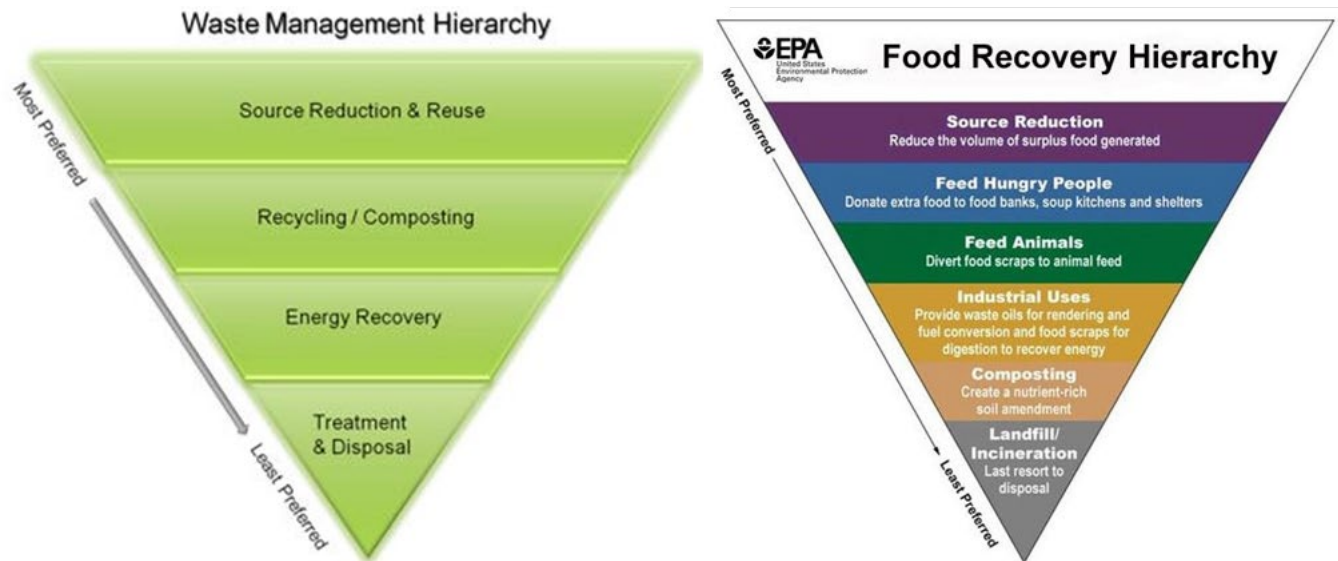 Waste Management Hierarchy
Most Preferred
Source Reduction & Reuse
Recycling / Composting
Energy Recovery
Treatment
& Disposal
Least Preferred
EPA
United States
Environmental Protection
Agency
Food Recovery Hierarchy
Most Preferred
Source Reduction
Reduce the volume of surplus food generated
Feed Hungry People
Donate extra food to food banks, soup kitchens and shelters
Feed Animals
Divert food scraps to animal feed
Industrial Uses
Provide waste oils for rendering and
fuel conversion and food scraps for
digestion to recover energy
Composting
Create a nutrient-rich
soil amendment
Landfill/
Incineration
Last resort to
disposal
Least Preferred